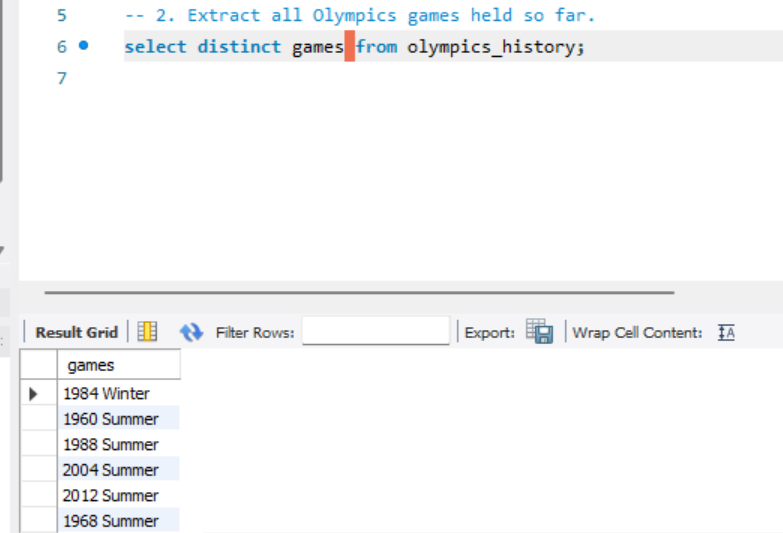 5 -- 2. Extract all Olympics games held so far.
6 select distinct games from olympics_history;
7
Result Grid Filter Rows: Export: Wrap Cell Content: IA
games
1984 Winter
1960 Summer
1988 Summer
2004 Summer
2012 Summer
1968 Summer